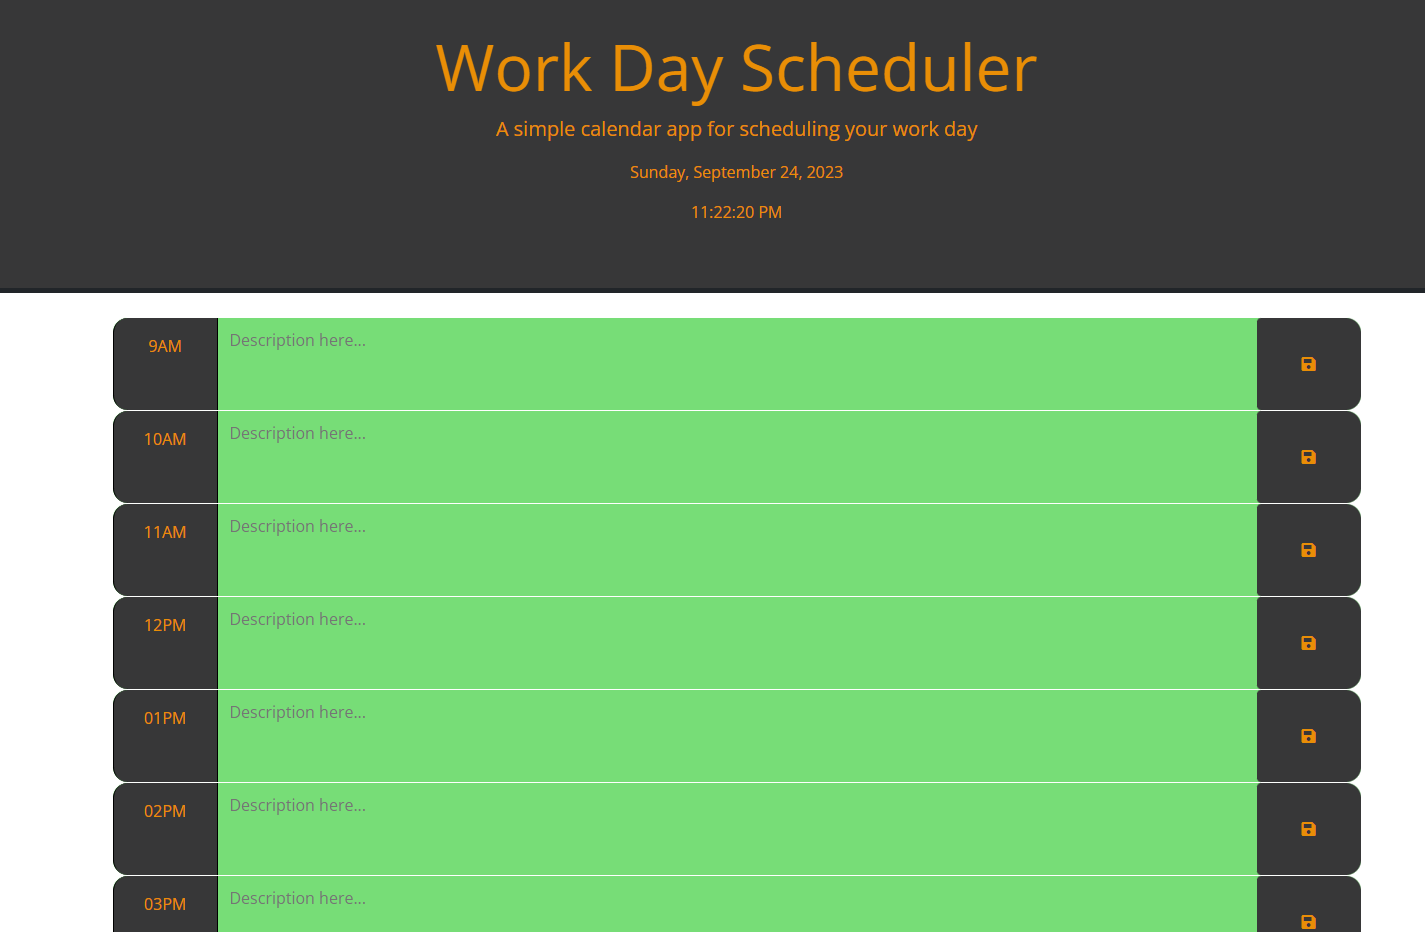 Work Day Scheduler
A simple calendar app for scheduling your work day
Sunday, September 24, 2023
11:22:20 PM
9AM
Description here...
10AM
Description here...
11AM
Description here...
12PM
Description here...
01PM
Description here...
02PM
Description here...
03PM
Description here...